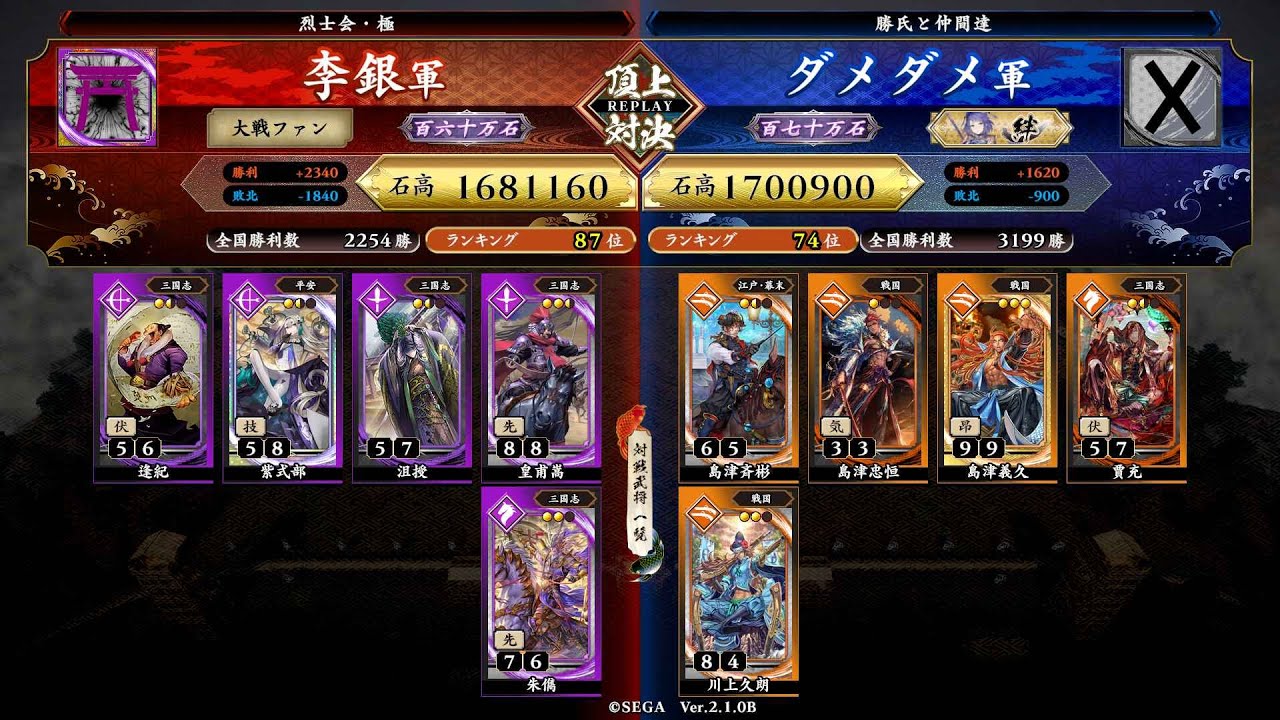 烈士会・極
勝氏と仲間達
李銀軍
頂上
REPLAY
対決
ダメダメ軍
X
大戦ファン
百六十万石
百七十万石
絆
勝利 +2340
敗北 -1840
石高 1681160
石高 1700900
勝利 +1620
敗北 -900
全国勝利数 2254勝
ランキング 87位
ランキング 74位
全国勝利数 3199勝
三国志
伏
5 6
逢紀
平安
技
5 8
紫式部
三国志
5 7
沮授
三国志
先
8 8
皇甫嵩
江戸・幕末
6 5
島津斉彬
戦国
気
3 3
島津忠恒
戦国
昂
9 9
島津義久
三国志
伏
5 7
賈充
対戦武将一覧
三国志
先
7 6
朱儁
戦国
8 4
川上久朗
©SEGA Ver.2.1.0B